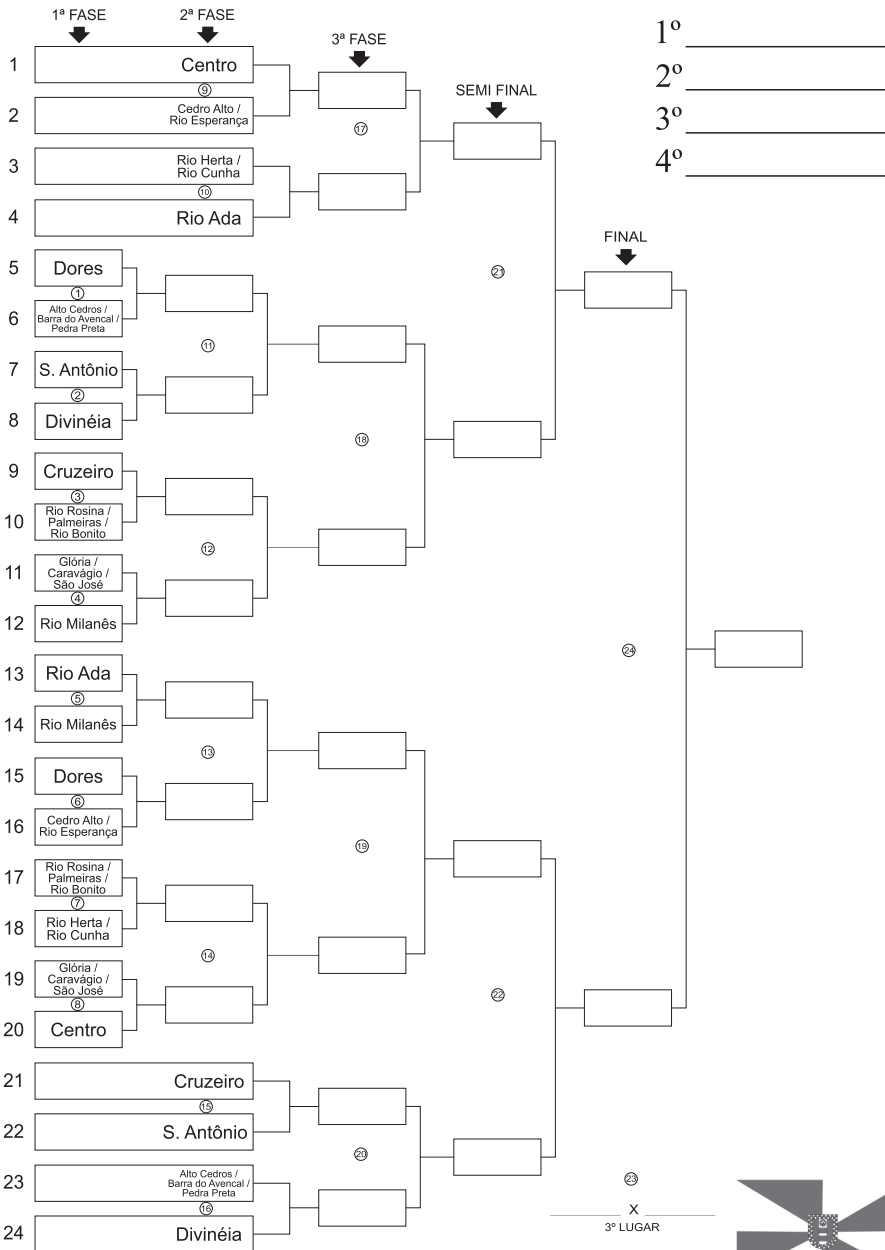 1ª FASE
2ª FASE
3ª FASE
SEMI FINAL
FINAL
1º
2º
3º
4º
1
Centro
⑨
2
Cedro Alto /
Rio Esperança
⑰
3
Rio Herta /
Rio Cunha
⑩
4
Rio Ada
㉑
5
Dores
①
6
Alto Cedros /
Barra do Avencal /
Pedra Preta
⑪
7
S. Antônio
②
8
Divinéia
⑱
9
Cruzeiro
③
10
Rio Rosina /
Palmeiras /
Rio Bonito
⑫
11
Glória /
Caravágio /
São José
④
12
Rio Milanês
㉔
13
Rio Ada
⑤
14
Rio Milanês
⑬
15
Dores
⑥
16
Cedro Alto /
Rio Esperança
⑲
17
Rio Rosina /
Palmeiras /
Rio Bonito
⑦
18
Rio Herta /
Rio Cunha
⑭
19
Glória /
Caravágio /
São José
⑧
20
Centro
㉒
21
Cruzeiro
⑮
22
S. Antônio
⑳
23
Alto Cedros /
Barra do Avencal /
Pedra Preta
⑯
24
Divinéia
㉓
X
3º LUGAR